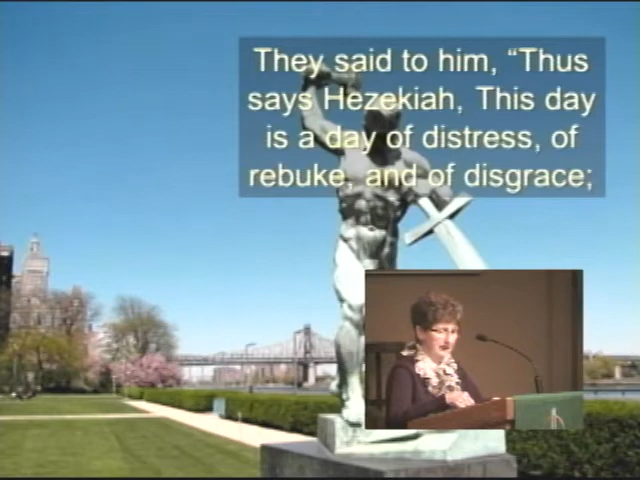 They said to him, “Thus
says Hezekiah, This day
is a day of distress, of
rebuke, and of disgrace;